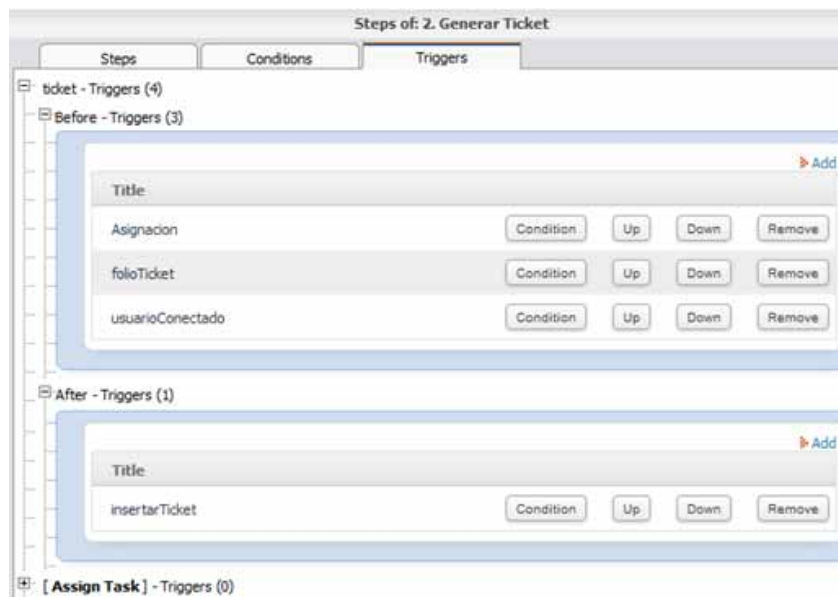 Steps of: 2. Generar Ticket
Steps Conditions Triggers
ticket - Triggers (4)
Before - Triggers (3)
Add
Title
Asignacion Condition Up Down Remove
folioTicket Condition Up Down Remove
usuarioConectado Condition Up Down Remove
After - Triggers (1)
Add
Title
insertarTicket Condition Up Down Remove
[ Assign Task ] - Triggers (0)